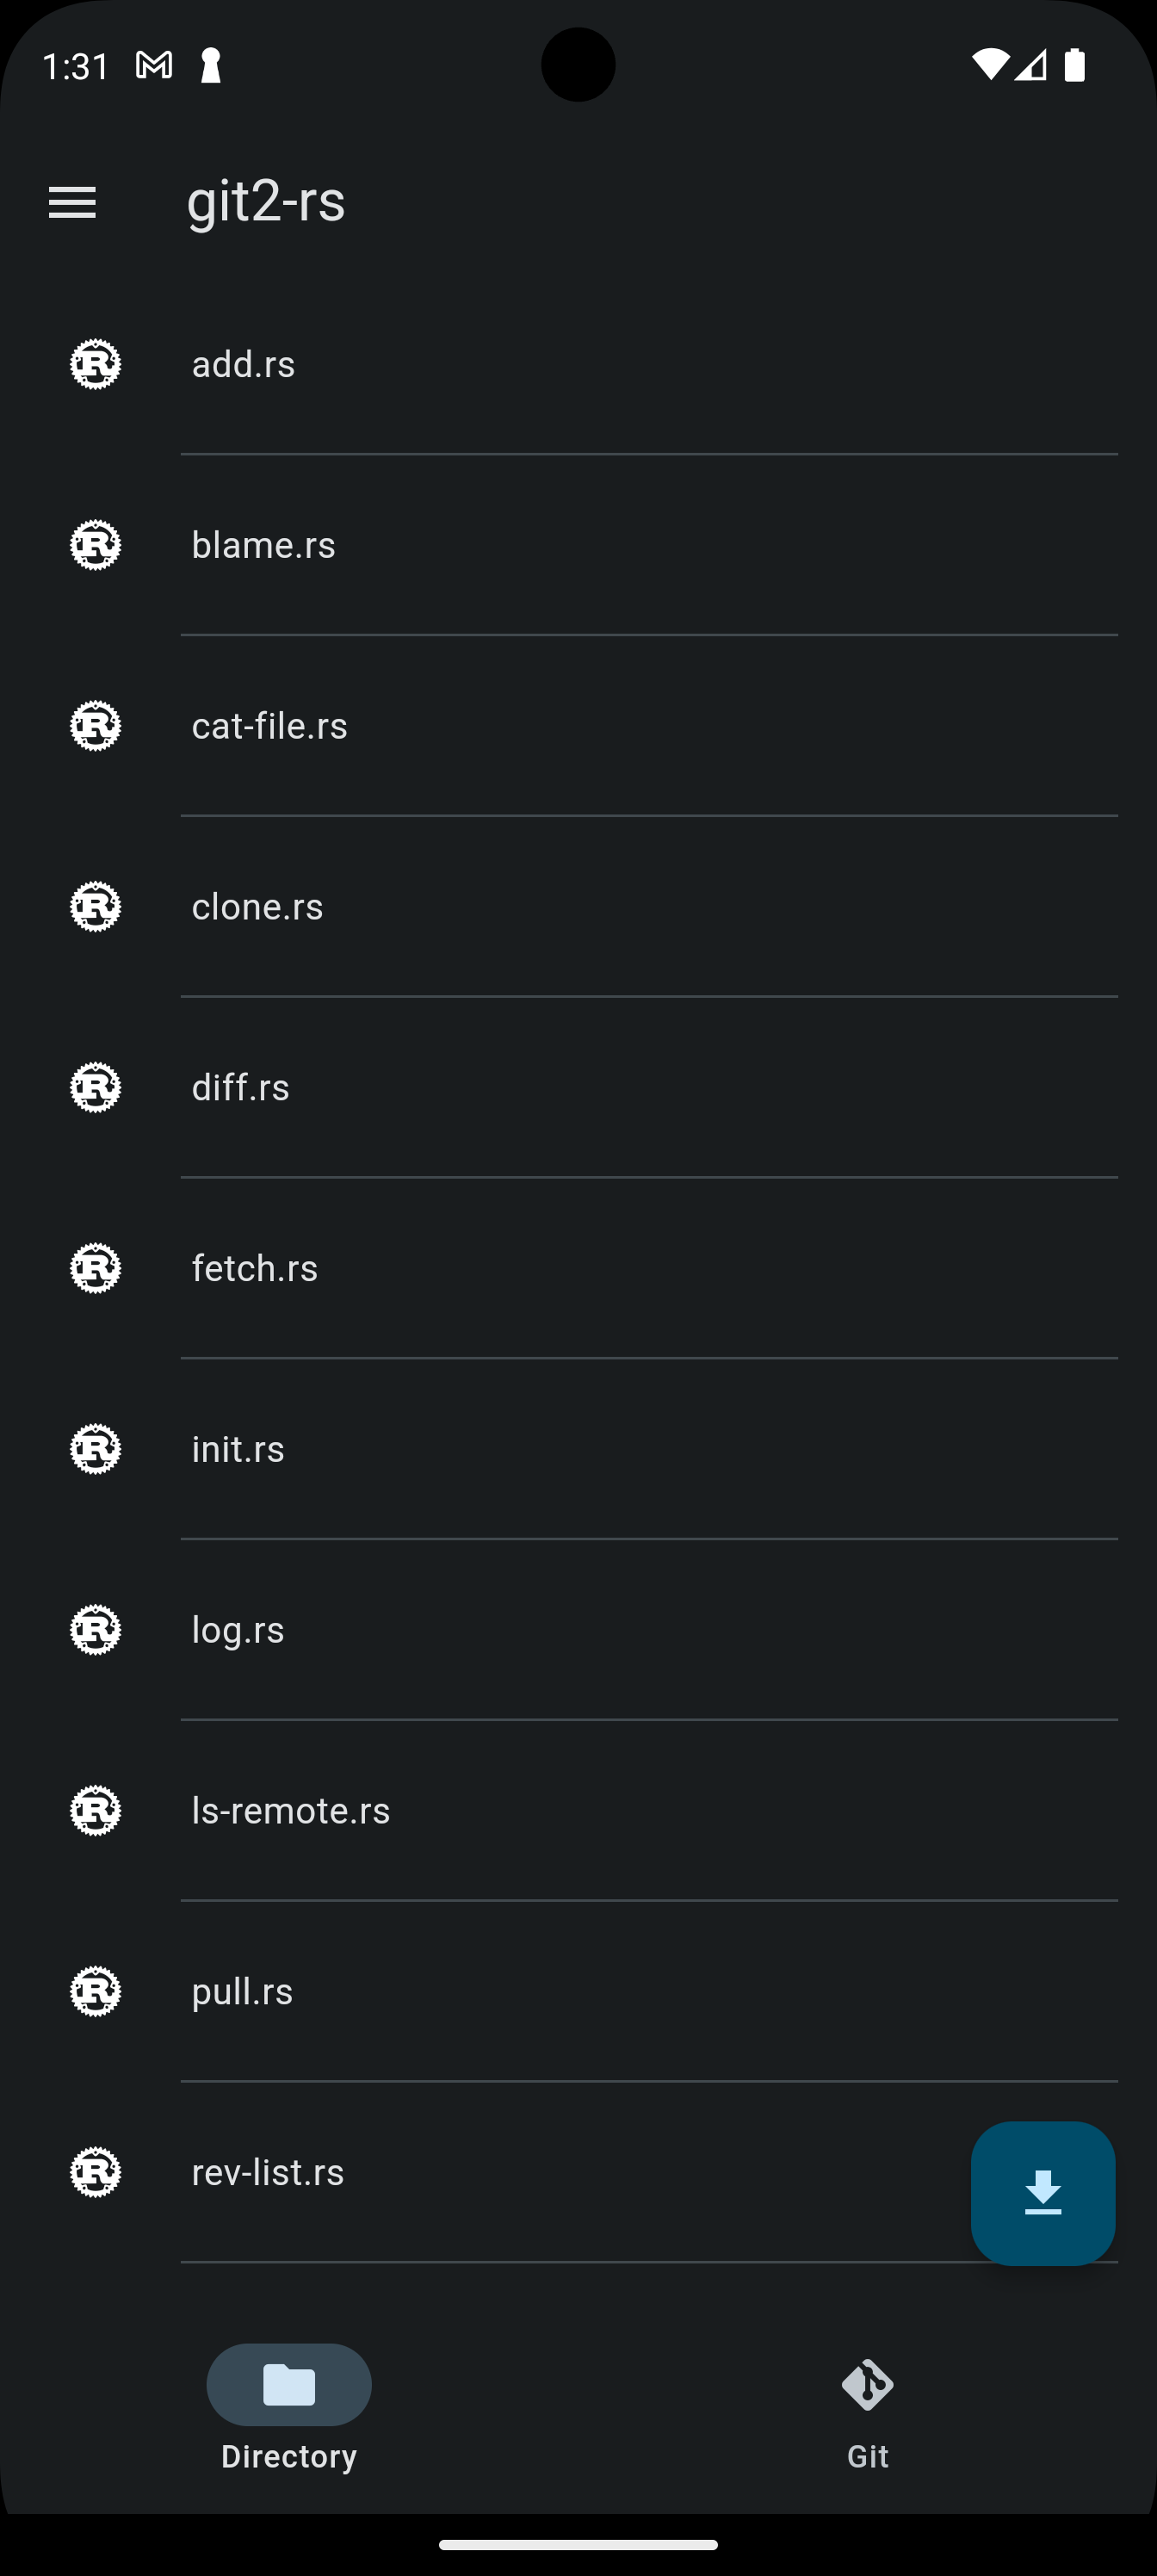 1:31
git2-rs
add.rs
blame.rs
cat-file.rs
clone.rs
diff.rs
fetch.rs
init.rs
log.rs
ls-remote.rs
pull.rs
rev-list.rs
Directory
Git